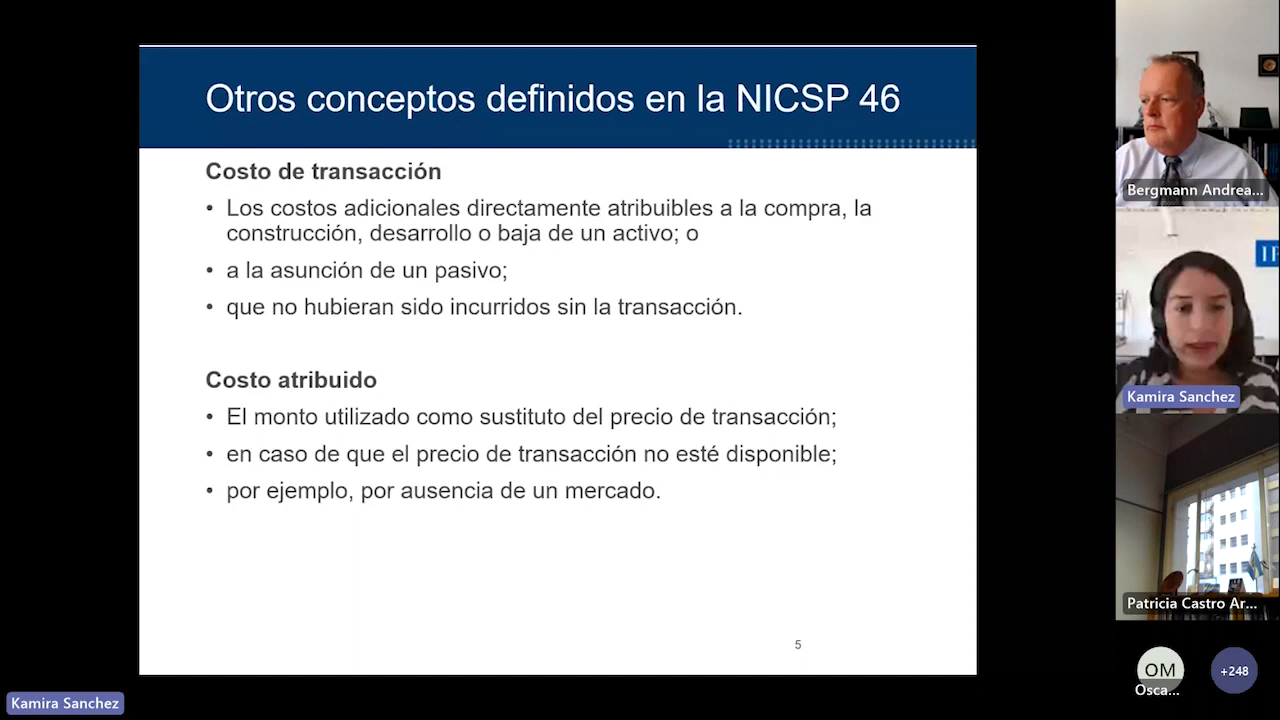 Otros conceptos definidos en la NICSP 46
Costo de transacción
• Los costos adicionales directamente atribuibles a la compra, la
construcción, desarrollo o baja de un activo; o
• a la asunción de un pasivo;
• que no hubieran sido incurridos sin la transacción.
Costo atribuido
• El monto utilizado como sustituto del precio de transacción;
• en caso de que el precio de transacción no esté disponible;
• por ejemplo, por ausencia de un mercado.
5
Bergmann Andrea...
Kamira Sanchez
Patricia Castro Ar...
OM
Osca...
+248
Kamira Sanchez